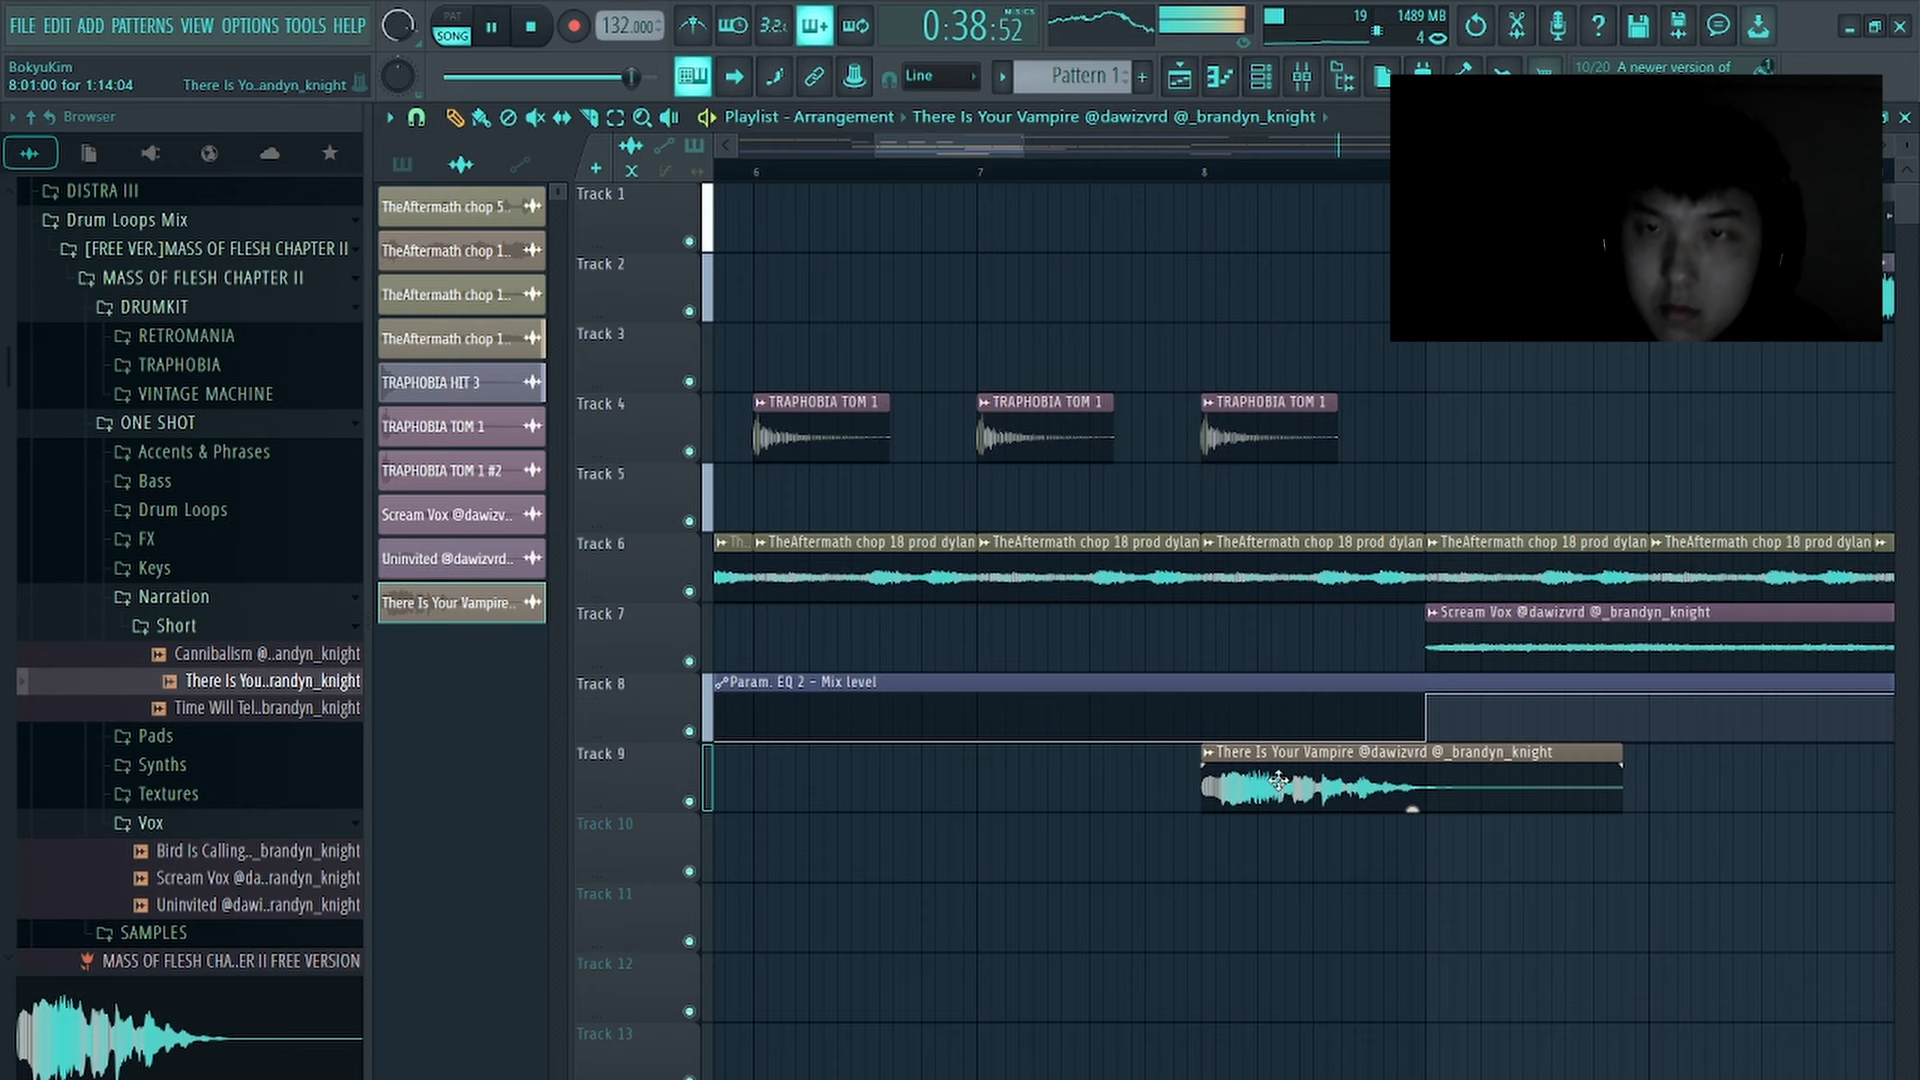 FILE EDIT ADD PATTERNS VIEW OPTIONS TOOLS HELP
PAT
SONG
132.000
3.2.
0:38:52
M:S:CS
19
1489 MB
4
BokyuKim
8:01:00 for 1:14:04
There Is Yo..andyn_knight
Line
Pattern 1
10/20 A newer version of
Browser
Playlist - Arrangement
There Is Your Vampire @dawizvrd @_brandyn_knight
DISTRA III
Drum Loops Mix
[FREE VER.]MASS OF FLESH CHAPTER II
MASS OF FLESH CHAPTER II
DRUMKIT
RETROMANIA
TRAPHOBIA
VINTAGE MACHINE
ONE SHOT
Accents & Phrases
Bass
Drum Loops
FX
Keys
Narration
Short
Cannibalism @..andyn_knight
There Is You..randyn_knight
Time Will Tel..brandyn_knight
Pads
Synths
Textures
Vox
Bird Is Calling.._brandyn_knight
Scream Vox @da..randyn_knight
Uninvited @dawi..randyn_knight
SAMPLES
MASS OF FLESH CHA..ER II FREE VERSION
TheAftermath chop 5..
TheAftermath chop 1..
TheAftermath chop 1..
TheAftermath chop 1..
TRAPHOBIA HIT 3
TRAPHOBIA TOM 1
TRAPHOBIA TOM 1 #2
Scream Vox @dawizv..
Uninvited @dawizvrd..
There Is Your Vampire..
6
7
8
Track 1
Track 2
Track 3
Track 4
TRAPHOBIA TOM 1
TRAPHOBIA TOM 1
TRAPHOBIA TOM 1
Track 5
Track 6
Th..
TheAftermath chop 18 prod dylan
TheAftermath chop 18 prod dylan
TheAftermath chop 18 prod dylan
TheAftermath chop 18 prod dylan
TheAftermath chop 18 prod dylan
Track 7
Scream Vox @dawizvrd @_brandyn_knight
Track 8
Param. EQ 2 - Mix level
Track 9
There Is Your Vampire @dawizvrd @_brandyn_knight
Track 10
Track 11
Track 12
Track 13